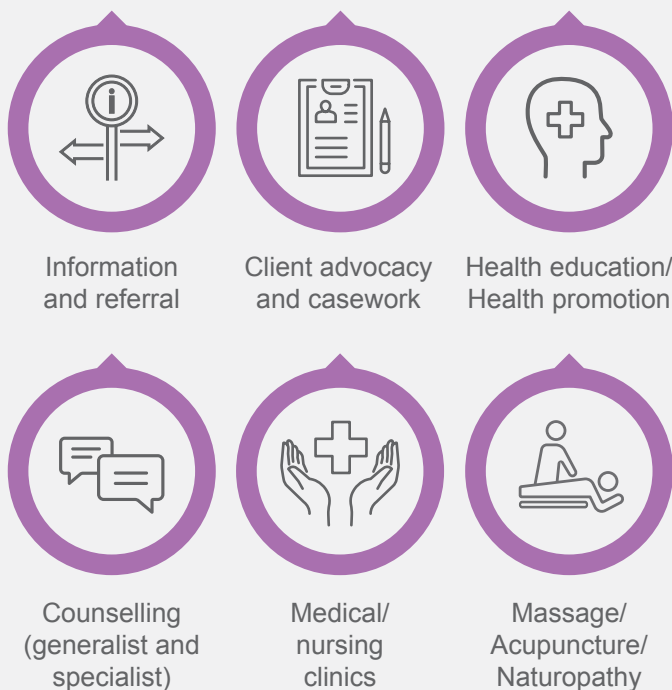 i
Information
and referral
Client advocacy
and casework
Health education/
Health promotion
Counselling
(generalist and
specialist)
Medical/
nursing
clinics
Massage/
Acupuncture/
Naturopathy